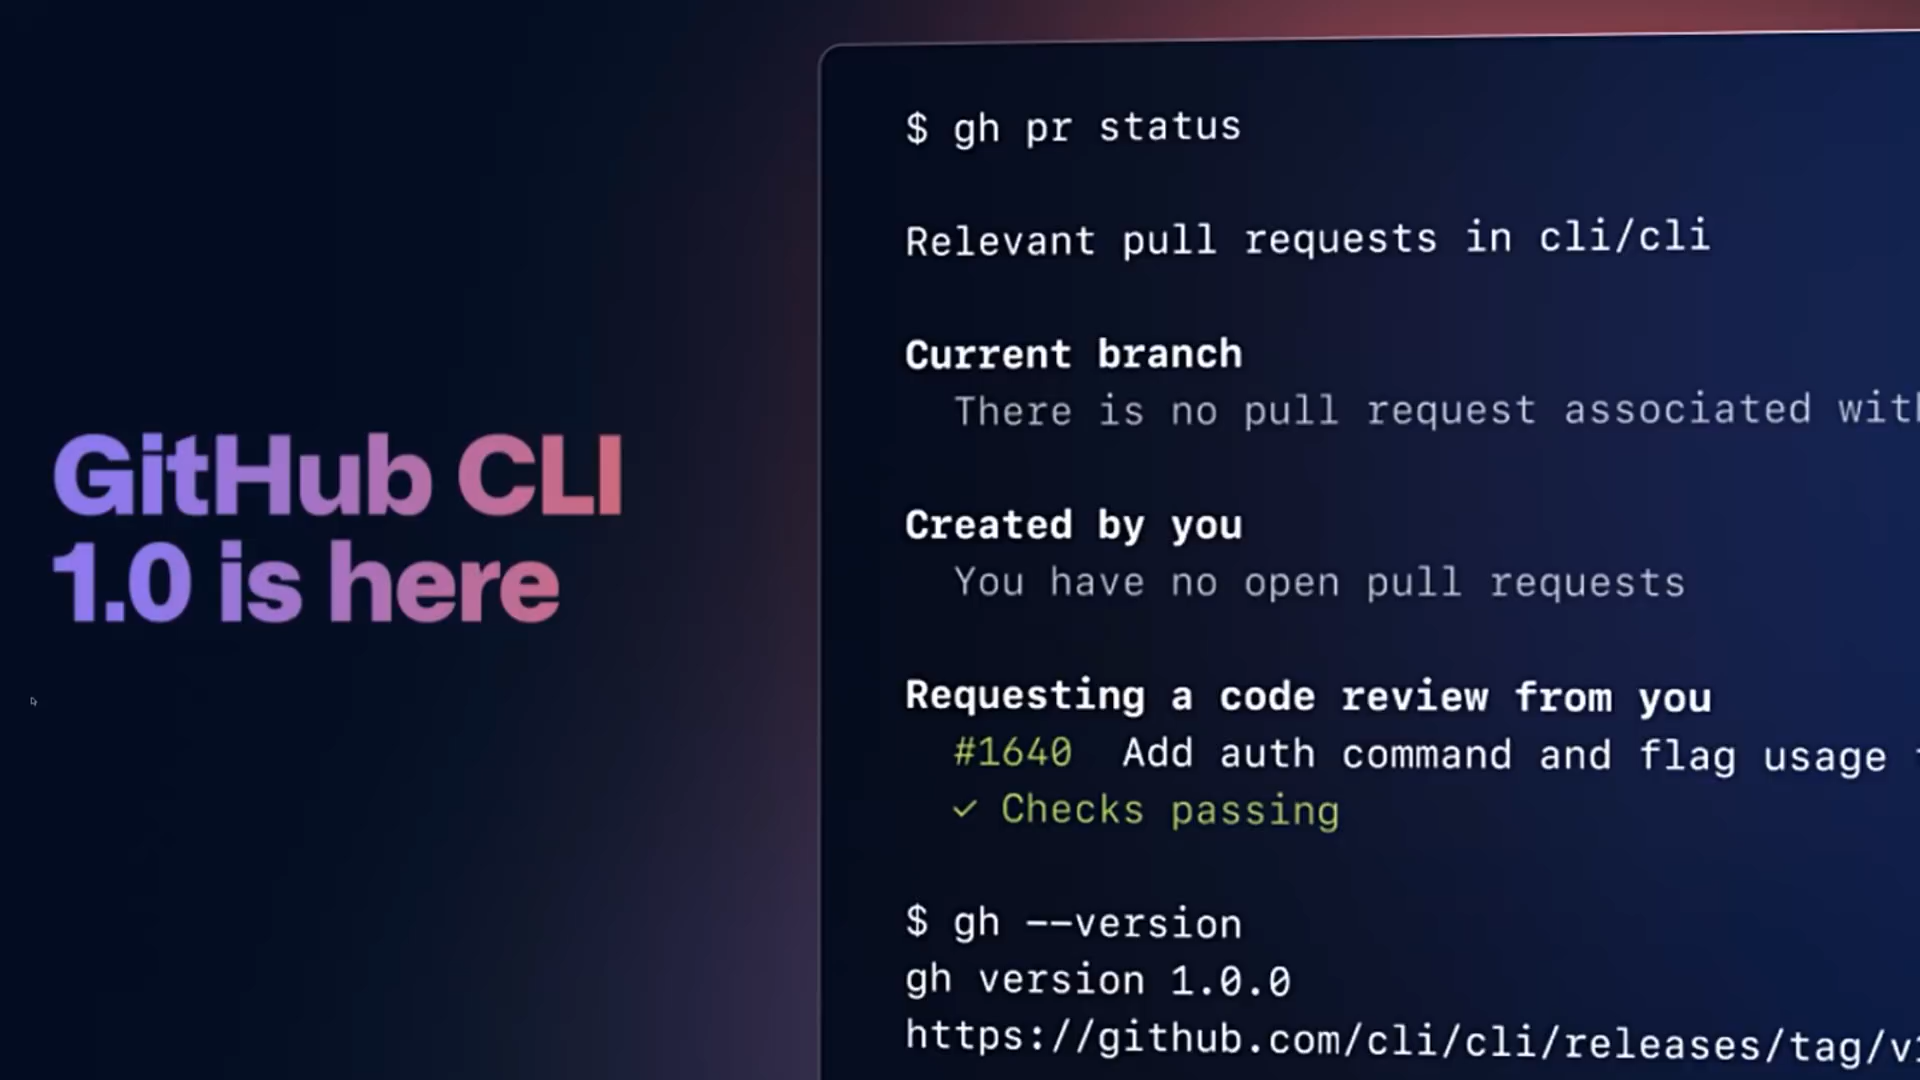 GitHub CLI
1.0 is here
$ gh pr status
Relevant pull requests in cli/cli
Current branch
There is no pull request associated
Created by you
You have no open pull requests
Requesting a code review from you
#1640 Add auth command and flag usage
✓ Checks passing
$ gh --version
gh version 1.0.0
https://github.com/cli/cli/releases/tag/v1